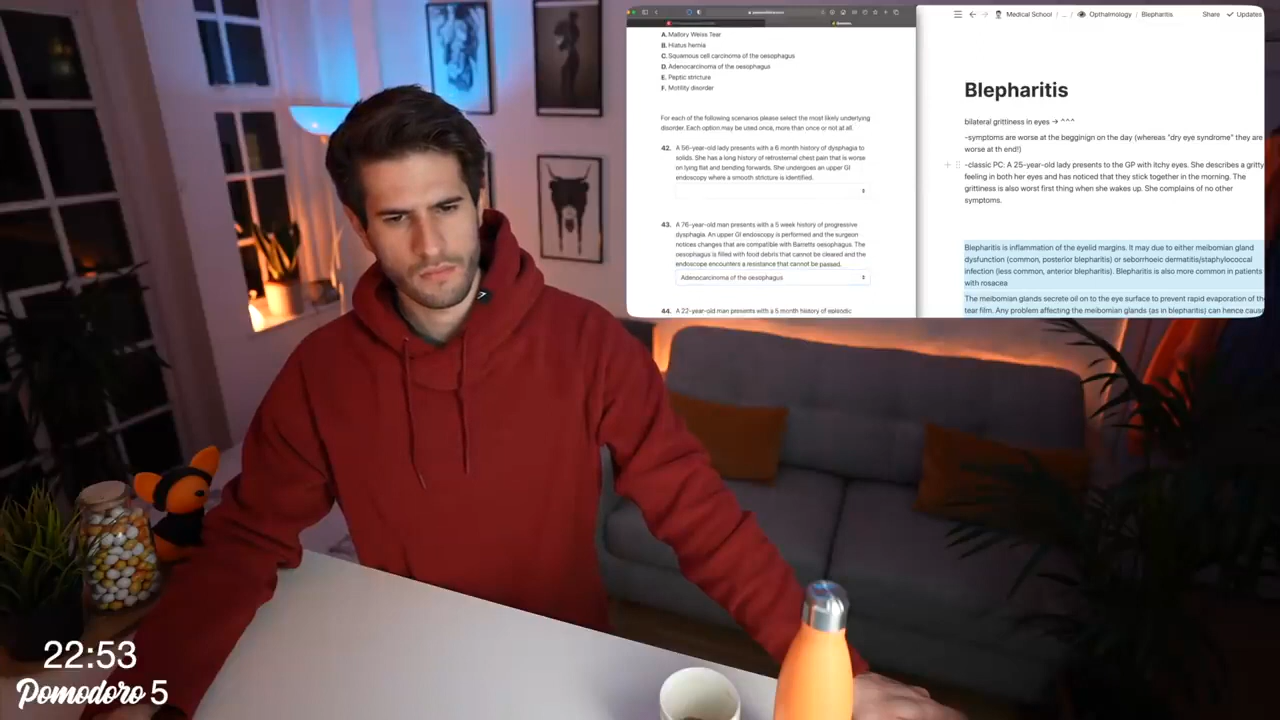 A. Mallory Weiss Tear
B. Hiatus hernia
C. Squamous cell carcinoma of the oesophagus
D. Adenocarcinoma of the oesophagus
E. Peptic stricture
F. Motility disorder
For each of the following scenarios please select the most likely underlying
disorder. Each option may be used once, more than once or not at all.
42. A 56-year-old lady presents with a 6 month history of dysphagia to
solids. She has a long history of retrosternal chest pain that is worse
on lying flat and bending forwards. She undergoes an upper GI
endoscopy where a smooth stricture is identified.
43. A 76-year-old man presents with a 5 week history of progressive
dysphagia. An upper GI endoscopy is performed and the surgeon
notices changes that are compatible with Barretts oesophagus. The
oesophagus is filled with food debris that cannot be cleared and the
endoscope encounters a resistance that cannot be passed.
Adenocarcinoma of the oesophagus
44. A 22-year-old man presents with a 5 month history of episodic
Medical School / ... / Opthalmology / Blepharitis
Share Updates
Blepharitis
bilateral grittiness in eyes → ^^^
-symptoms are worse at the begginign on the day (whereas "dry eye syndrome" they are
worse at th end!)
-classic PC: A 25-year-old lady presents to the GP with itchy eyes. She describes a gritty
feeling in both her eyes and has noticed that they stick together in the morning. The
grittiness is also worst first thing when she wakes up. She complains of no other
symptoms.
Blepharitis is inflammation of the eyelid margins. It may due to either meibomian gland
dysfunction (common, posterior blepharitis) or seborrhoeic dermatitis/staphylococcal
infection (less common, anterior blepharitis). Blepharitis is also more common in patients
with rosacea
The meibomian glands secrete oil on to the eye surface to prevent rapid evaporation of the
tear film. Any problem affecting the meibomian glands (as in blepharitis) can hence cause
22:53
Pomodoro 5